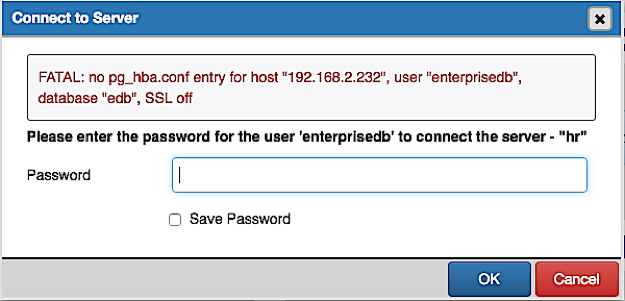 Connect to Server
FATAL: no pg_hba.conf entry for host "192.168.2.232", user "enterprisedb",
database "edb", SSL off
Please enter the password for the user 'enterprisedb' to connect the server - "hr"
Password
Save Password
OK
Cancel